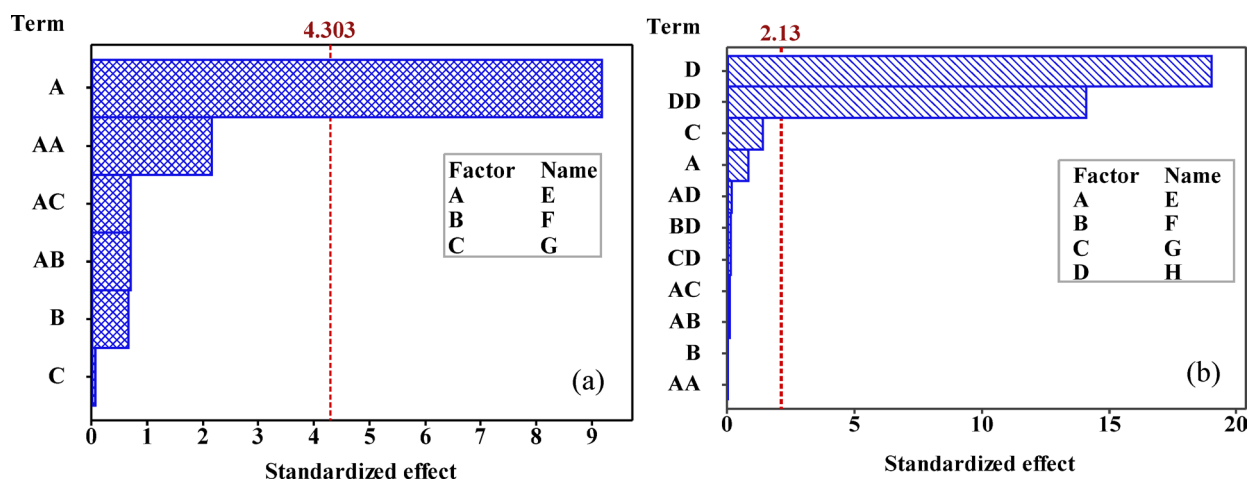 Term
4.303
A
AA
AC
AB
B
C
Factor Name
A E
B F
C G
(a)
0 1 2 3 4 5 6 7 8 9
Standardized effect
Term
2.13
D
DD
C
A
AD
BD
CD
AC
AB
B
AA
Factor Name
A E
B F
C G
D H
(b)
0 5 10 15 20
Standardized effect